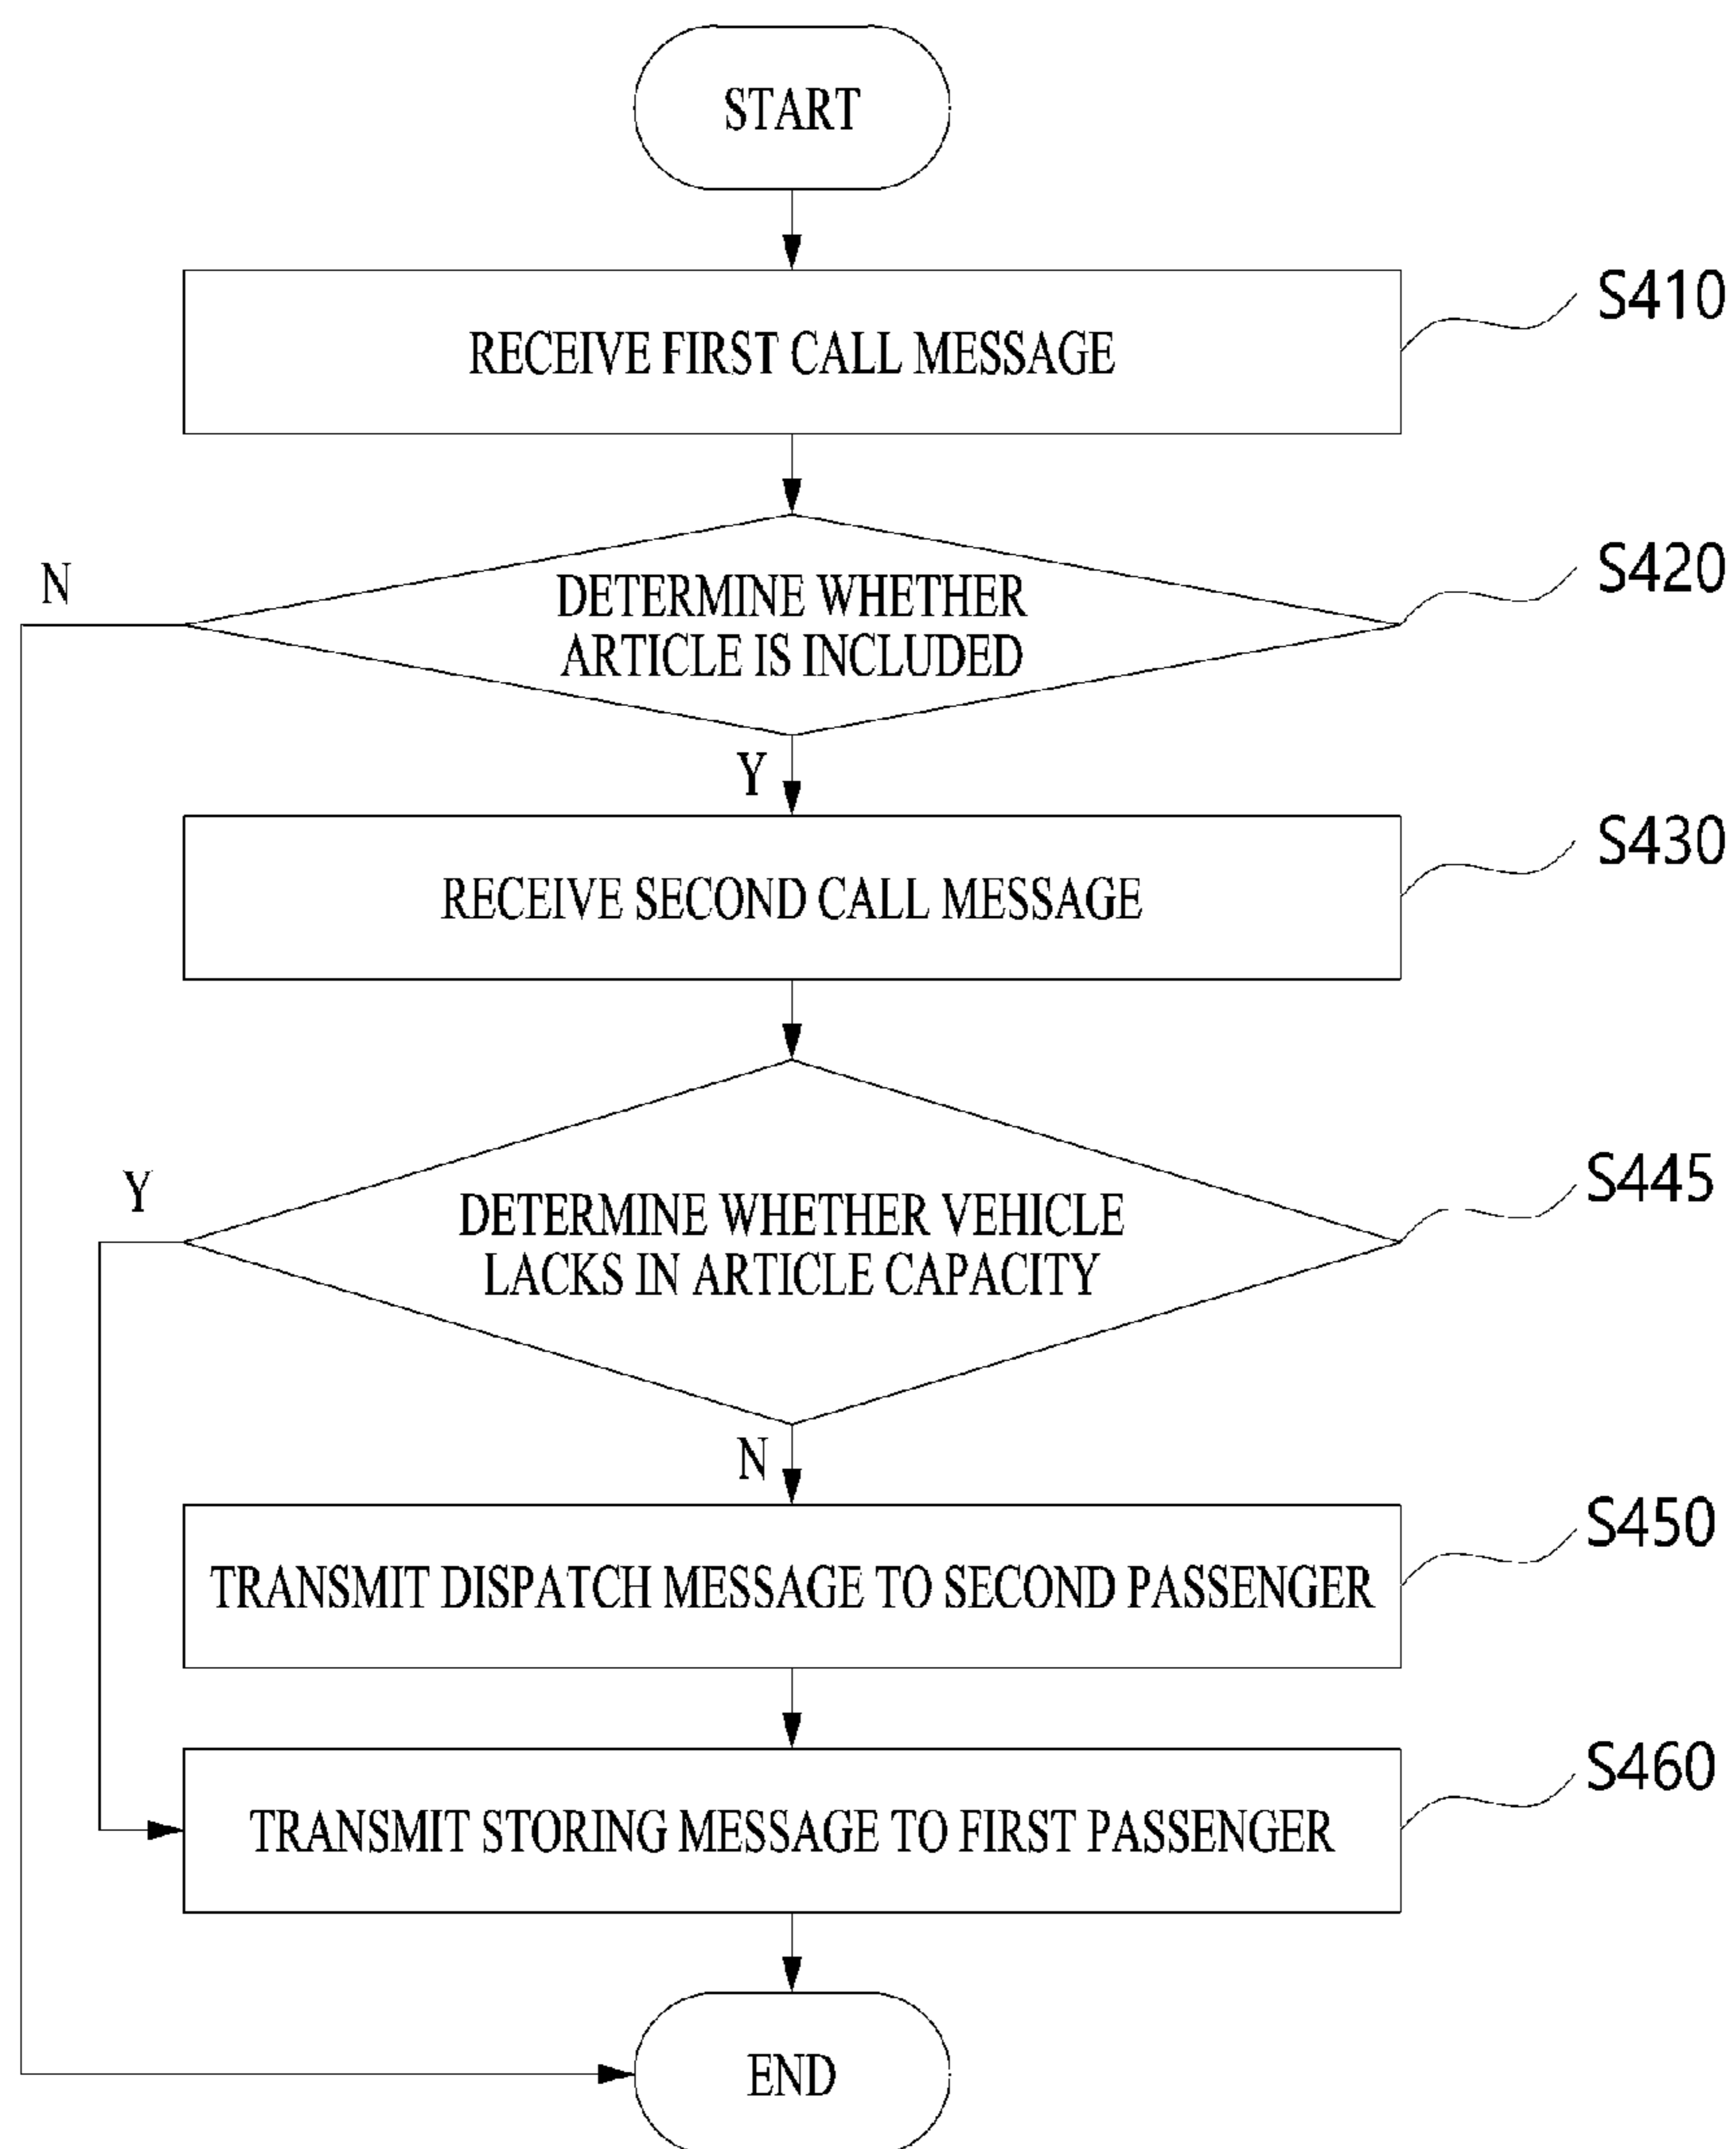 START
RECEIVE FIRST CALL MESSAGE
S410
N
DETERMINE WHETHER
ARTICLE IS INCLUDED
S420
Y
RECEIVE SECOND CALL MESSAGE
S430
Y
DETERMINE WHETHER VEHICLE
LACKS IN ARTICLE CAPACITY
S445
N
TRANSMIT DISPATCH MESSAGE TO SECOND PASSENGER
S450
TRANSMIT STORING MESSAGE TO FIRST PASSENGER
S460
END